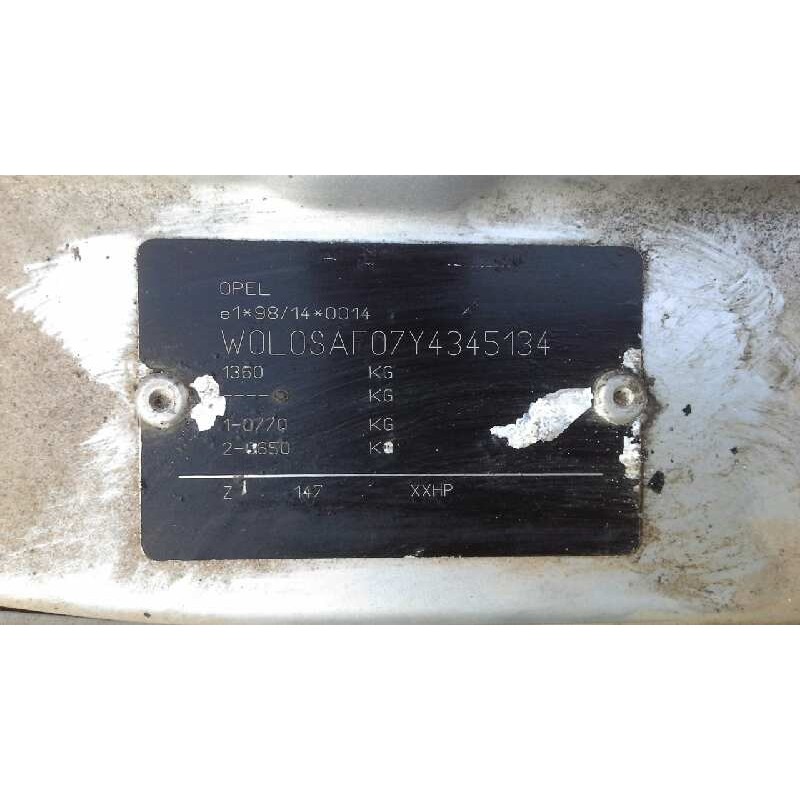 OPEL
e1*98/14*0014
W0L0SAF07Y4345134
1360 KG
---- KG
1-0770 KG
2-0650 KG
Z 147 XXHP